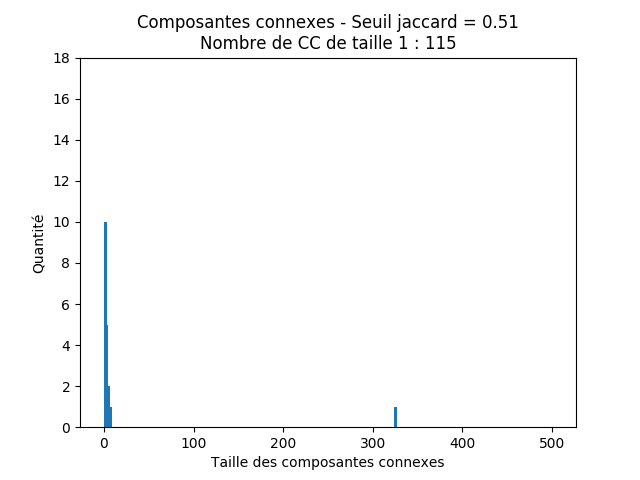 Composantes connexes - Seuil jaccard = 0.51
Nombre de CC de taille 1 : 115
18
16
14
12
10
8
6
4
2
0
Quantité
0 100 200 300 400 500
Taille des composantes connexes